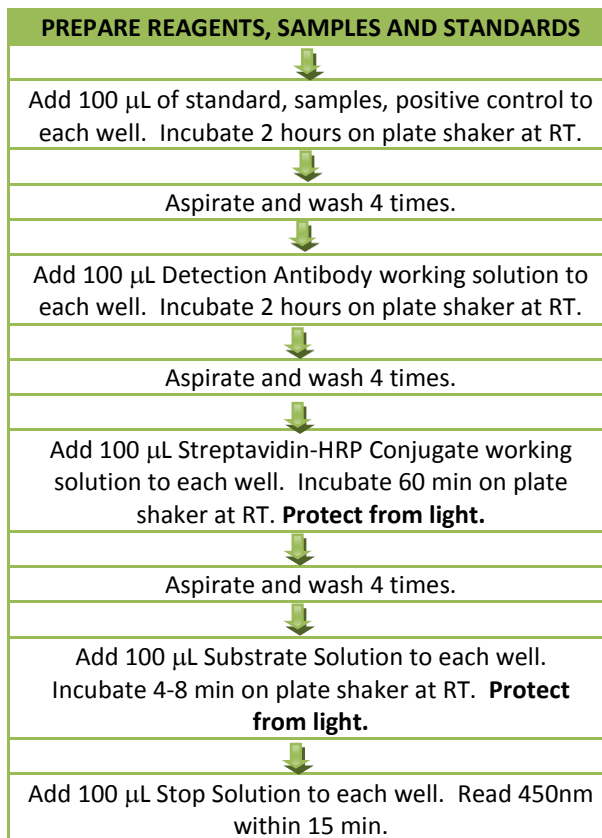 PREPARE REAGENTS, SAMPLES AND STANDARDS
Add 100 μL of standard, samples, positive control to
each well. Incubate 2 hours on plate shaker at RT.
Aspirate and wash 4 times.
Add 100 μL Detection Antibody working solution to
each well. Incubate 2 hours on plate shaker at RT.
Aspirate and wash 4 times.
Add 100 μL Streptavidin-HRP Conjugate working
solution to each well. Incubate 60 min on plate
shaker at RT. Protect from light.
Aspirate and wash 4 times.
Add 100 μL Substrate Solution to each well.
Incubate 4-8 min on plate shaker at RT. Protect
from light.
Add 100 μL Stop Solution to each well. Read 450nm
within 15 min.